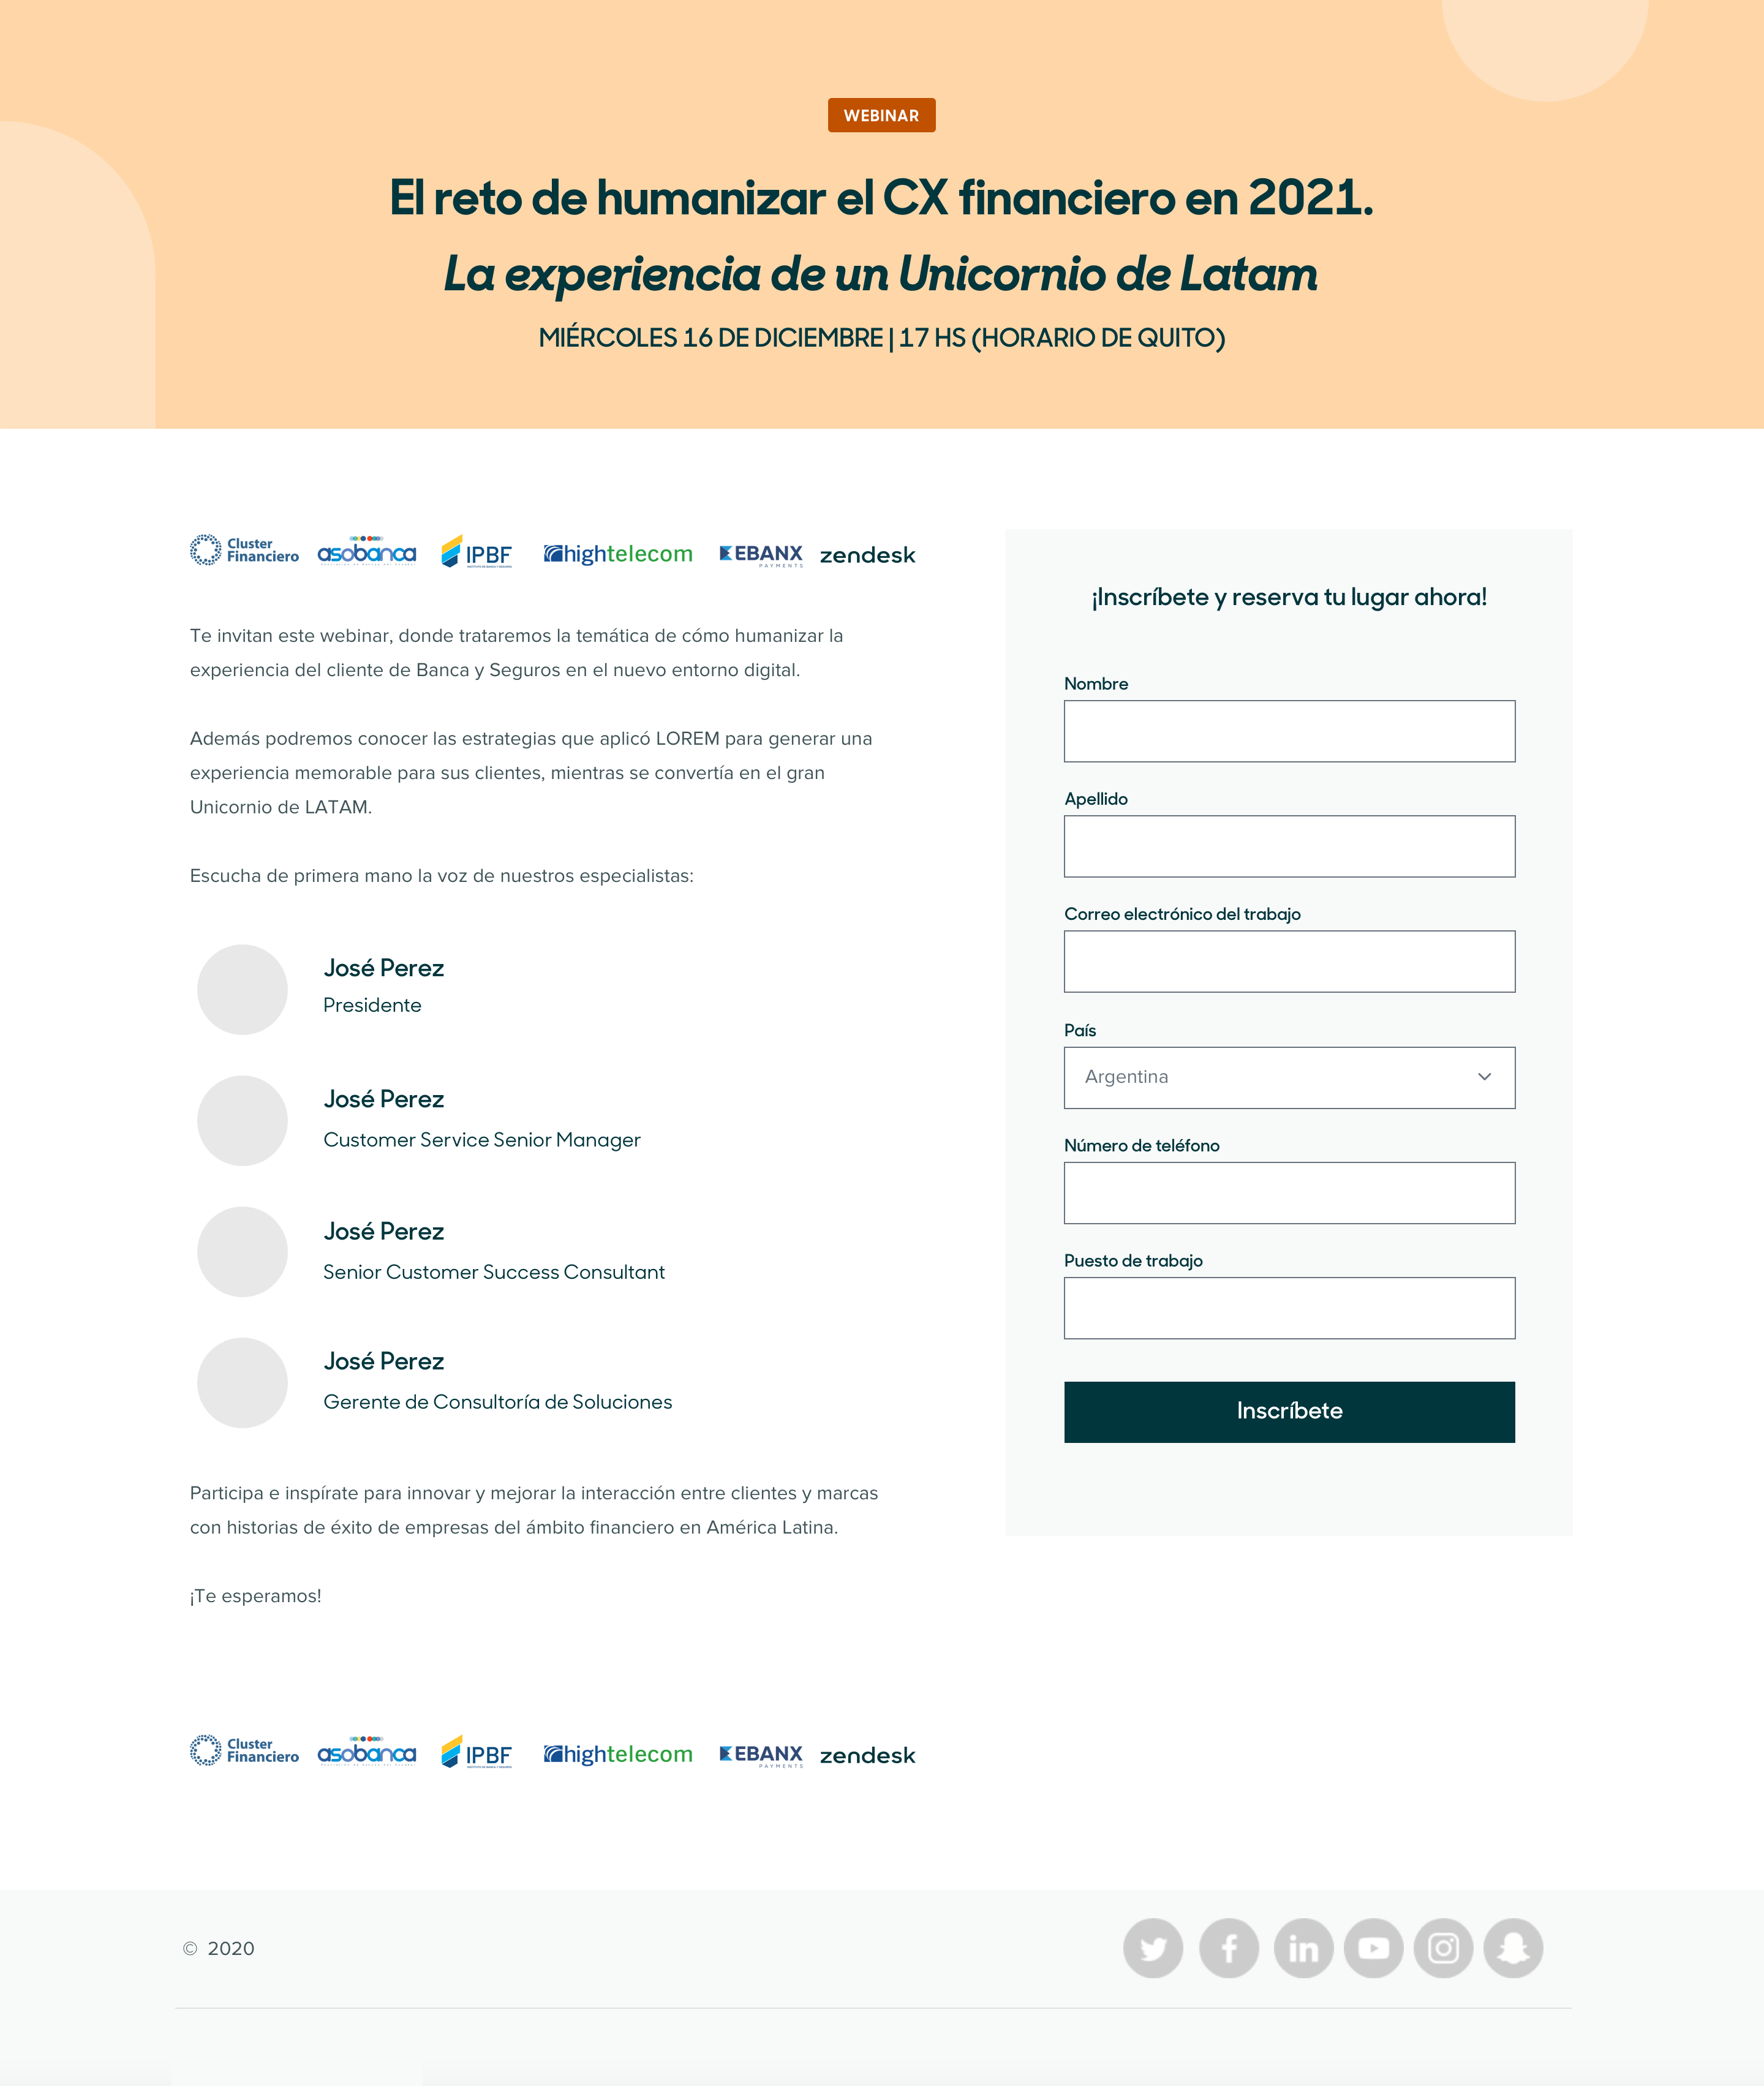 WEBINAR
El reto de humanizar el CX financiero en 2021.
La experiencia de un Unicornio de Latam
MIÉRCOLES 16 DE DICIEMBRE | 17 HS (HORARIO DE QUITO)
Cluster Financiero asobanca IPBF hightelecom EBANX PAYMENTS zendesk
Te invitan este webinar, donde trataremos la temática de cómo humanizar la
experiencia del cliente de Banca y Seguros en el nuevo entorno digital.
Además podremos conocer las estrategias que aplicó LOREM para generar una
experiencia memorable para sus clientes, mientras se convertía en el gran
Unicornio de LATAM.
Escucha de primera mano la voz de nuestros especialistas:
José Perez
Presidente
José Perez
Customer Service Senior Manager
José Perez
Senior Customer Success Consultant
José Perez
Gerente de Consultoría de Soluciones
Participa e inspírate para innovar y mejorar la interacción entre clientes y marcas
con historias de éxito de empresas del ámbito financiero en América Latina.
¡Te esperamos!
¡Inscríbete y reserva tu lugar ahora!
Nombre
Apellido
Correo electrónico del trabajo
País
Argentina
Número de teléfono
Puesto de trabajo
Inscríbete
Cluster Financiero asobanca IPBF hightelecom EBANX PAYMENTS zendesk
© 2020